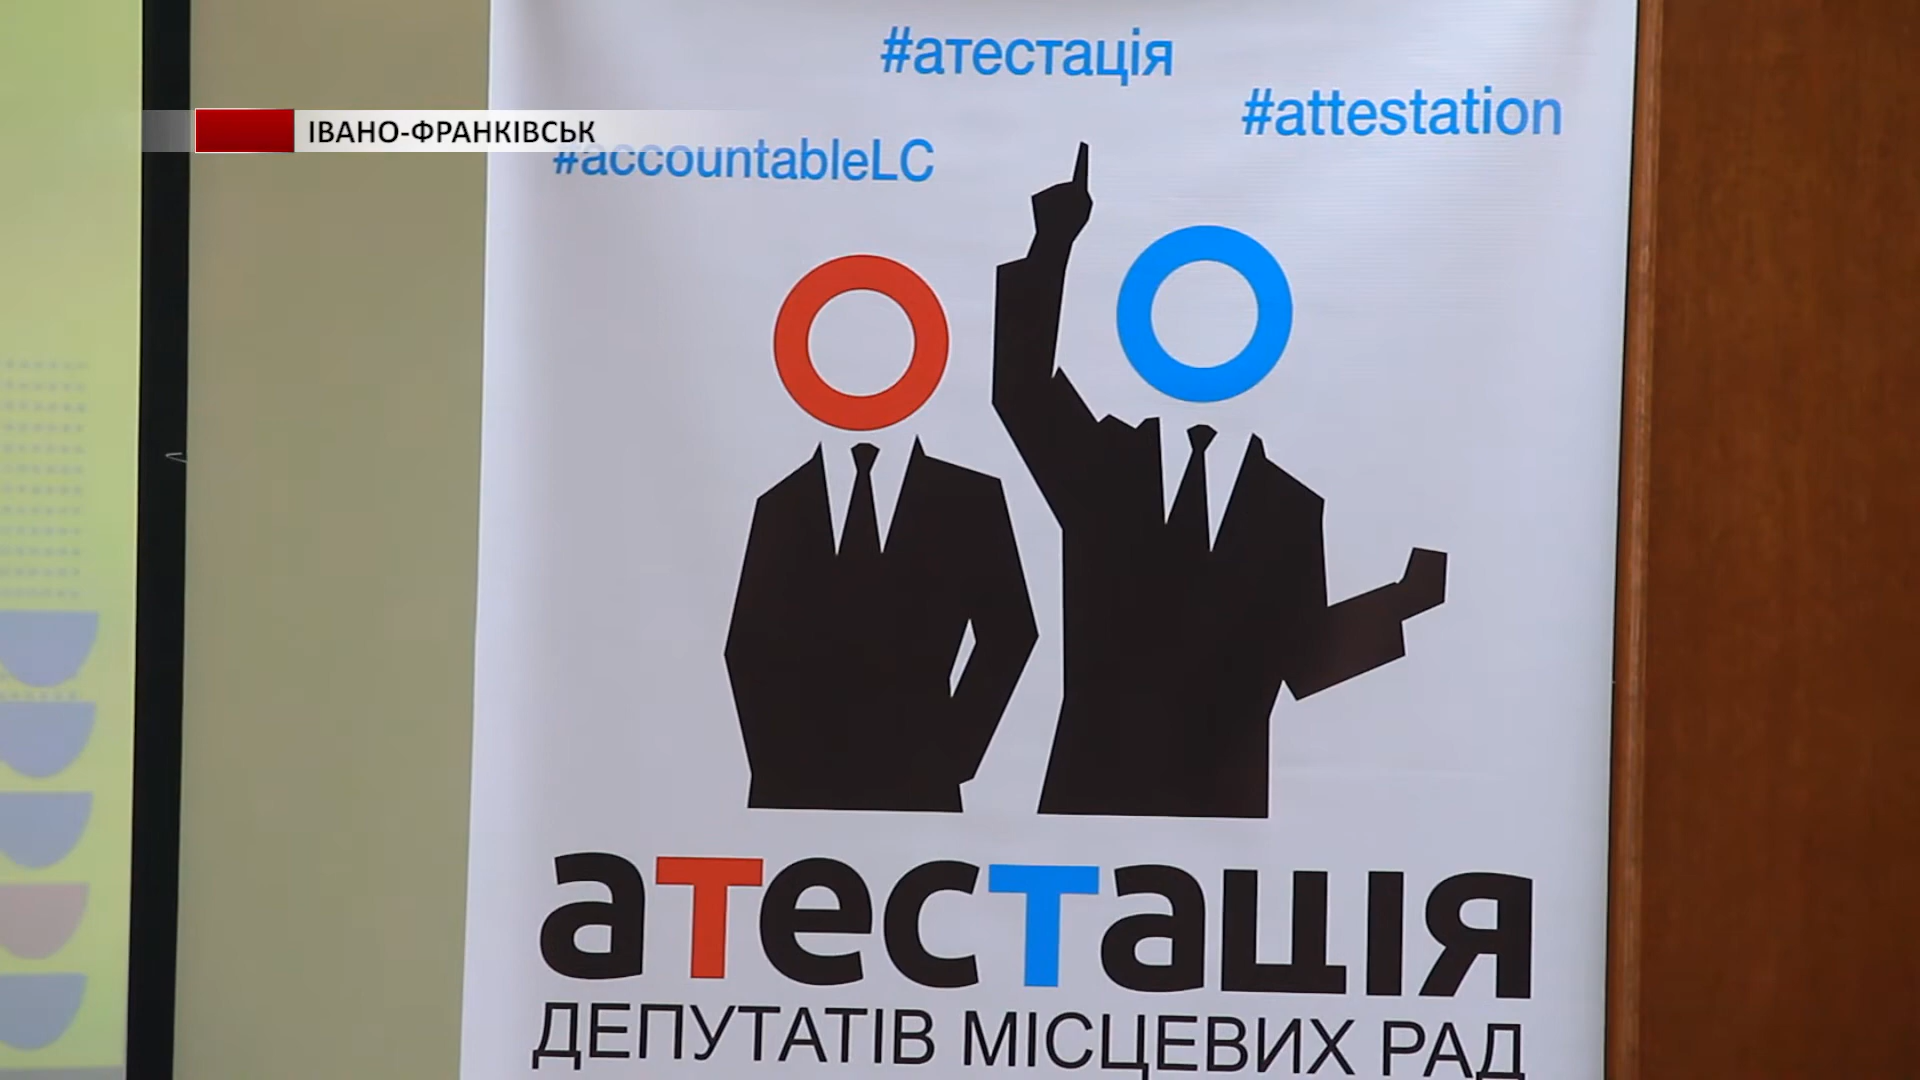 #атестація
#attestation
ІВАНО-ФРАНКІВСЬК
#accountableLC
атестація
ДЕПУТАТІВ МІСЦЕВИХ РАД